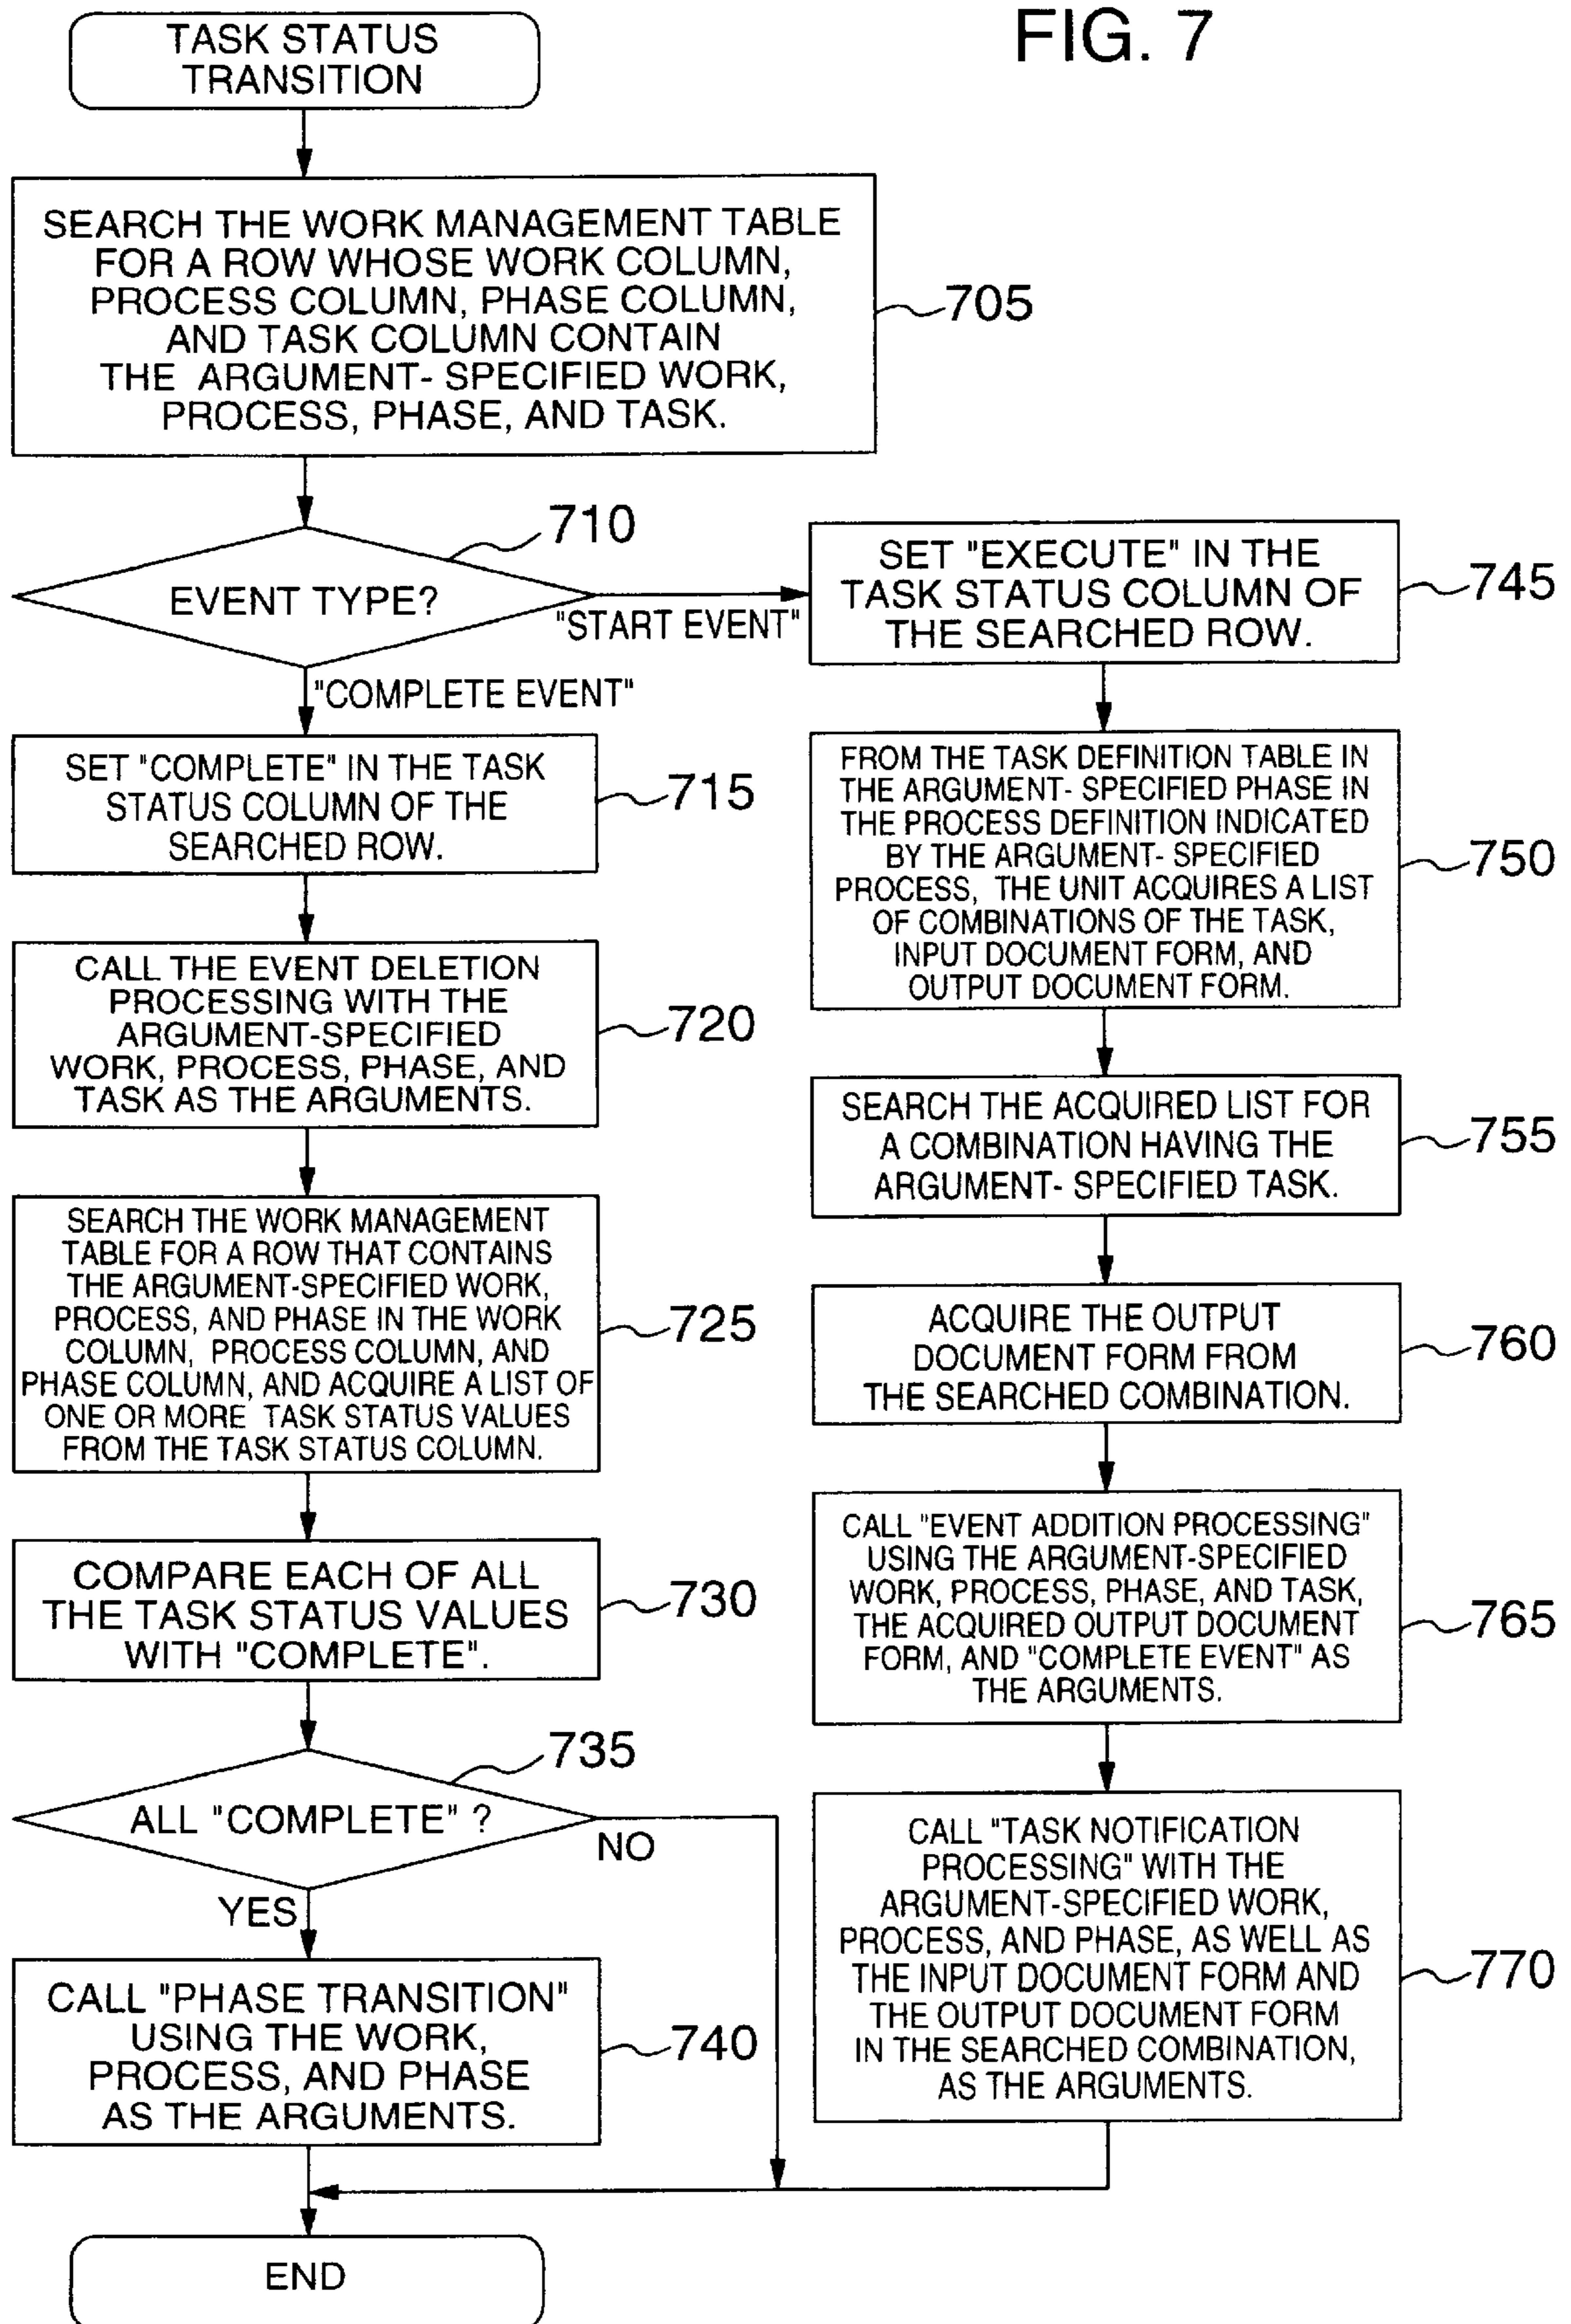 FIG. 7
TASK STATUS
TRANSITION
SEARCH THE WORK MANAGEMENT TABLE
FOR A ROW WHOSE WORK COLUMN,
PROCESS COLUMN, PHASE COLUMN,
AND TASK COLUMN CONTAIN
THE ARGUMENT- SPECIFIED WORK,
PROCESS, PHASE, AND TASK.
705
710
EVENT TYPE?
"START EVENT"
"COMPLETE EVENT"
SET "COMPLETE" IN THE TASK
STATUS COLUMN OF THE
SEARCHED ROW.
715
CALL THE EVENT DELETION
PROCESSING WITH THE
ARGUMENT-SPECIFIED
WORK, PROCESS, PHASE, AND
TASK AS THE ARGUMENTS.
720
SEARCH THE WORK MANAGEMENT
TABLE FOR A ROW THAT CONTAINS
THE ARGUMENT-SPECIFIED WORK,
PROCESS, AND PHASE IN THE WORK
COLUMN, PROCESS COLUMN, AND
PHASE COLUMN, AND ACQUIRE A LIST OF
ONE OR MORE TASK STATUS VALUES
FROM THE TASK STATUS COLUMN.
725
COMPARE EACH OF ALL
THE TASK STATUS VALUES
WITH "COMPLETE".
730
735
ALL "COMPLETE" ?
NO
YES
CALL "PHASE TRANSITION"
USING THE WORK,
PROCESS, AND PHASE
AS THE ARGUMENTS.
740
SET "EXECUTE" IN THE
TASK STATUS COLUMN OF
THE SEARCHED ROW.
745
FROM THE TASK DEFINITION TABLE IN
THE ARGUMENT- SPECIFIED PHASE IN
THE PROCESS DEFINITION INDICATED
BY THE ARGUMENT- SPECIFIED
PROCESS, THE UNIT ACQUIRES A LIST
OF COMBINATIONS OF THE TASK,
INPUT DOCUMENT FORM, AND
OUTPUT DOCUMENT FORM.
750
SEARCH THE ACQUIRED LIST FOR
A COMBINATION HAVING THE
ARGUMENT- SPECIFIED TASK.
755
ACQUIRE THE OUTPUT
DOCUMENT FORM FROM
THE SEARCHED COMBINATION.
760
CALL "EVENT ADDITION PROCESSING"
USING THE ARGUMENT-SPECIFIED
WORK, PROCESS, PHASE, AND TASK,
THE ACQUIRED OUTPUT DOCUMENT
FORM, AND "COMPLETE EVENT" AS
THE ARGUMENTS.
765
CALL "TASK NOTIFICATION
PROCESSING" WITH THE
ARGUMENT-SPECIFIED WORK,
PROCESS, AND PHASE, AS WELL AS
THE INPUT DOCUMENT FORM AND
THE OUTPUT DOCUMENT FORM
IN THE SEARCHED COMBINATION,
AS THE ARGUMENTS.
770
END